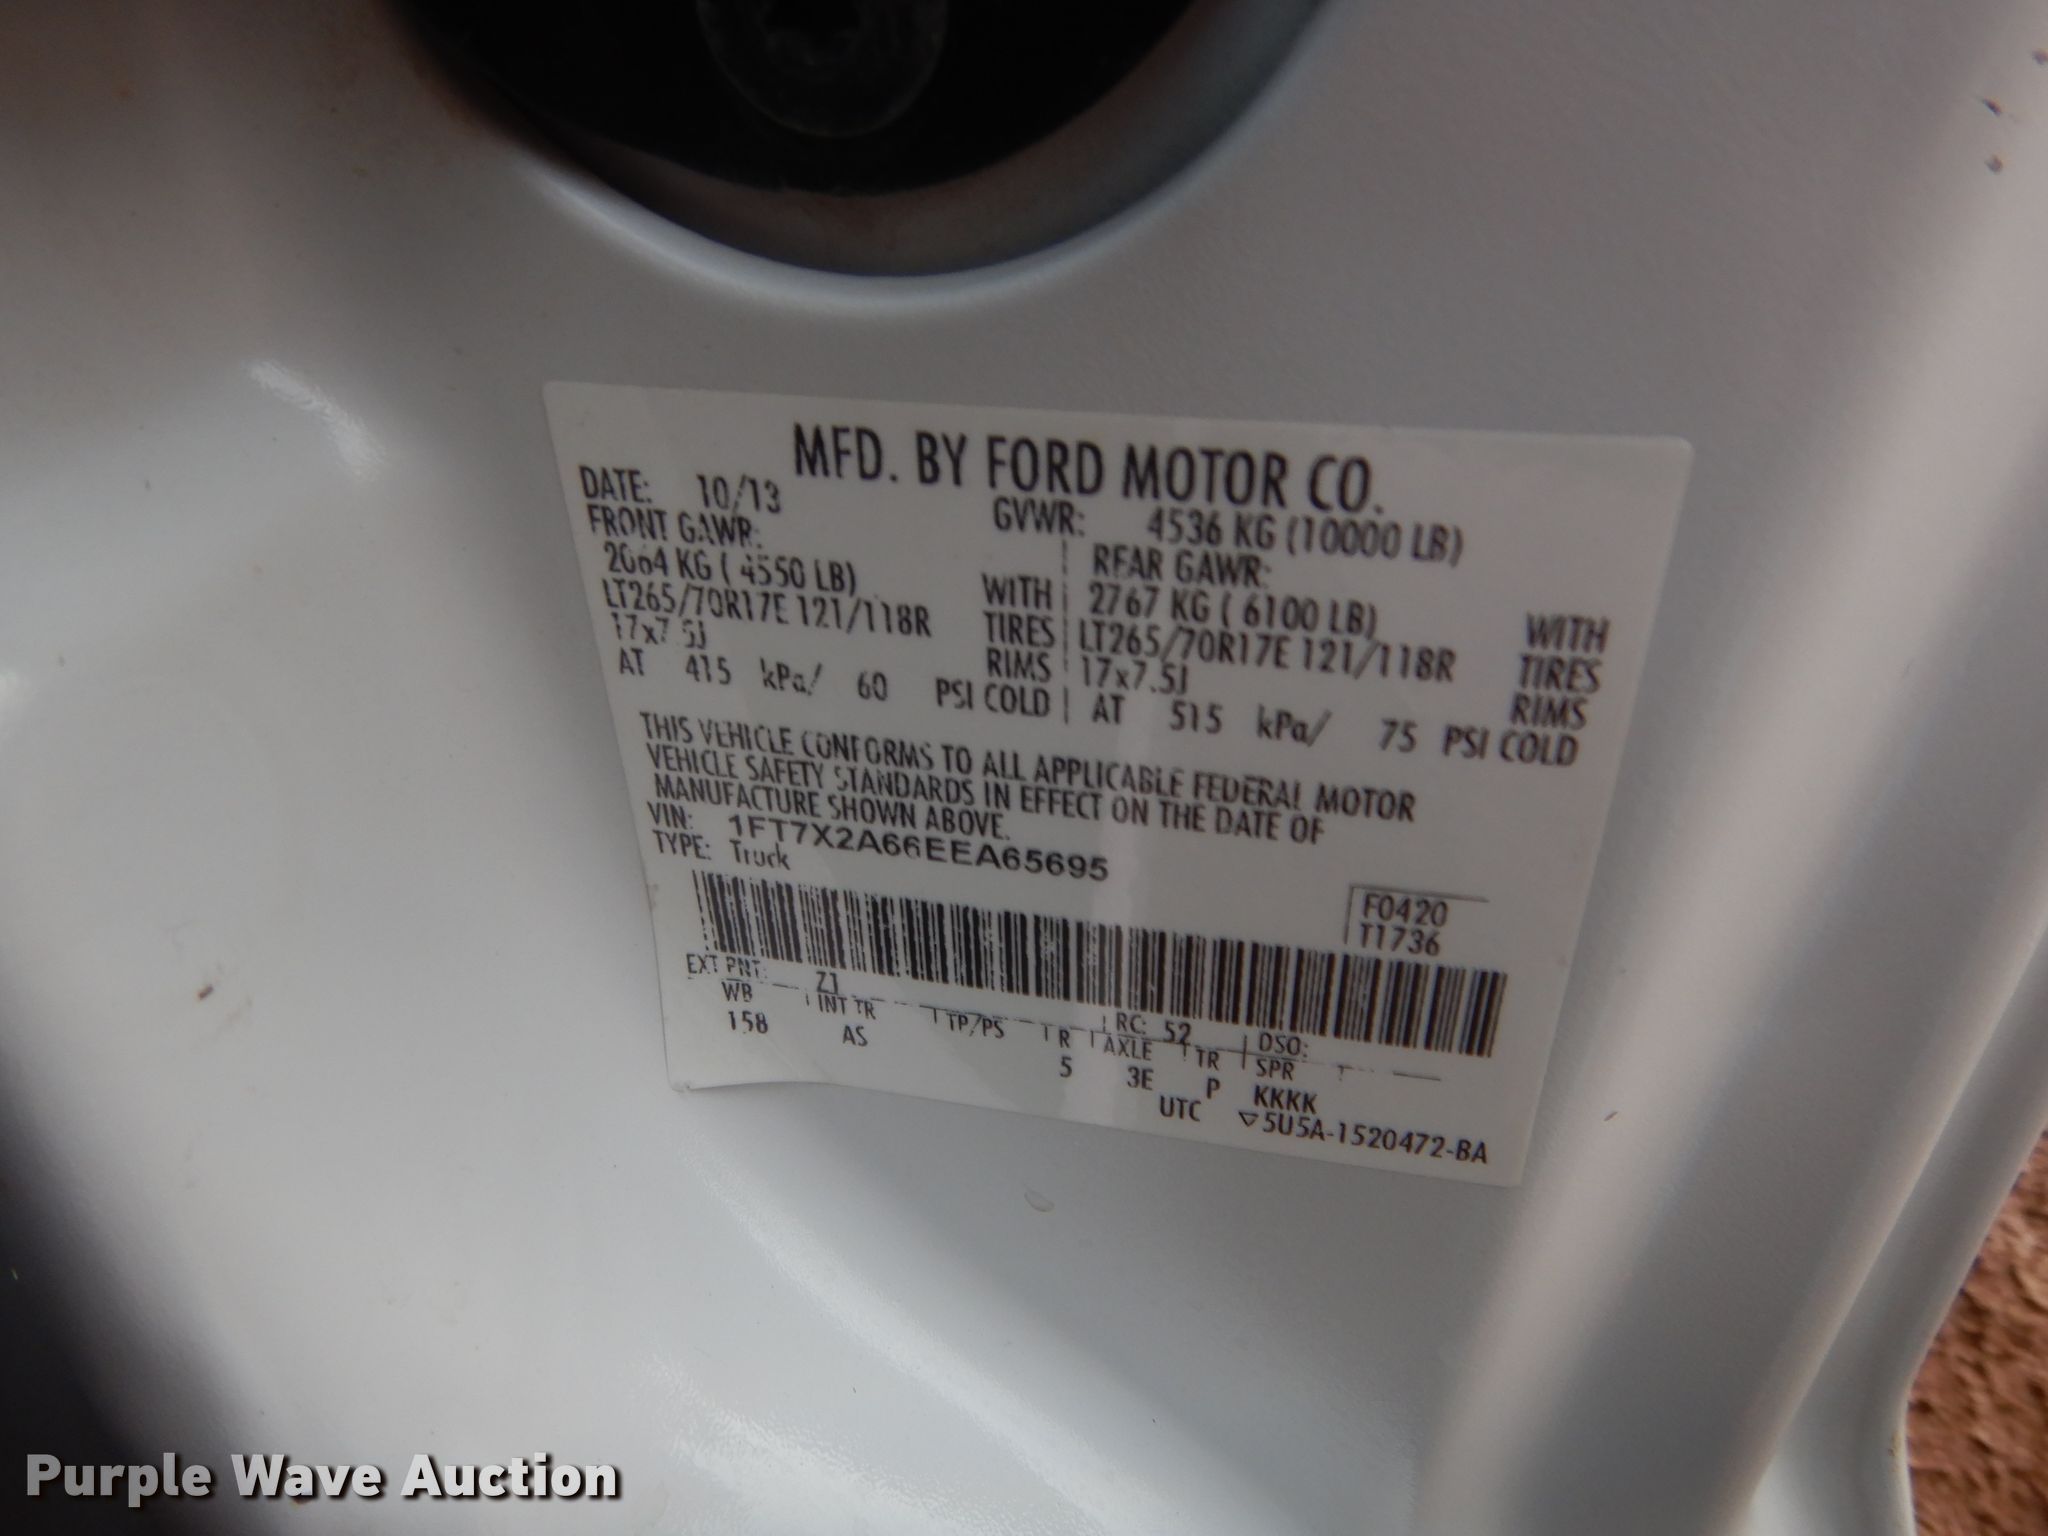 MFD. BY FORD MOTOR CO.
DATE: 10/13 GVWR: 4536 KG (10000 LB)
FRONT GAWR: REAR GAWR:
2064 KG ( 4550 LB) WITH 2767 KG ( 6100 LB) WITH
LT265/70R17E 121/118R TIRES LT265/70R17E 121/118R TIRES
17x7.5J RIMS 17x7.5J RIMS
AT 415 kPa/ 60 PSI COLD AT 515 kPa/ 75 PSI COLD
THIS VEHICLE CONFORMS TO ALL APPLICABLE FEDERAL MOTOR
VEHICLE SAFETY STANDARDS IN EFFECT ON THE DATE OF
MANUFACTURE SHOWN ABOVE.
VIN: 1FT7X2A66EEA65695
TYPE: Truck
F0420
T1736
EXT PNT: Z1 RC: 52 DSO:
WB INT TR TP/PS R AXLE TR SPR
158 AS 5 3E P KKKK
UTC ▽5U5A-1520472-BA
Purple Wave Auction